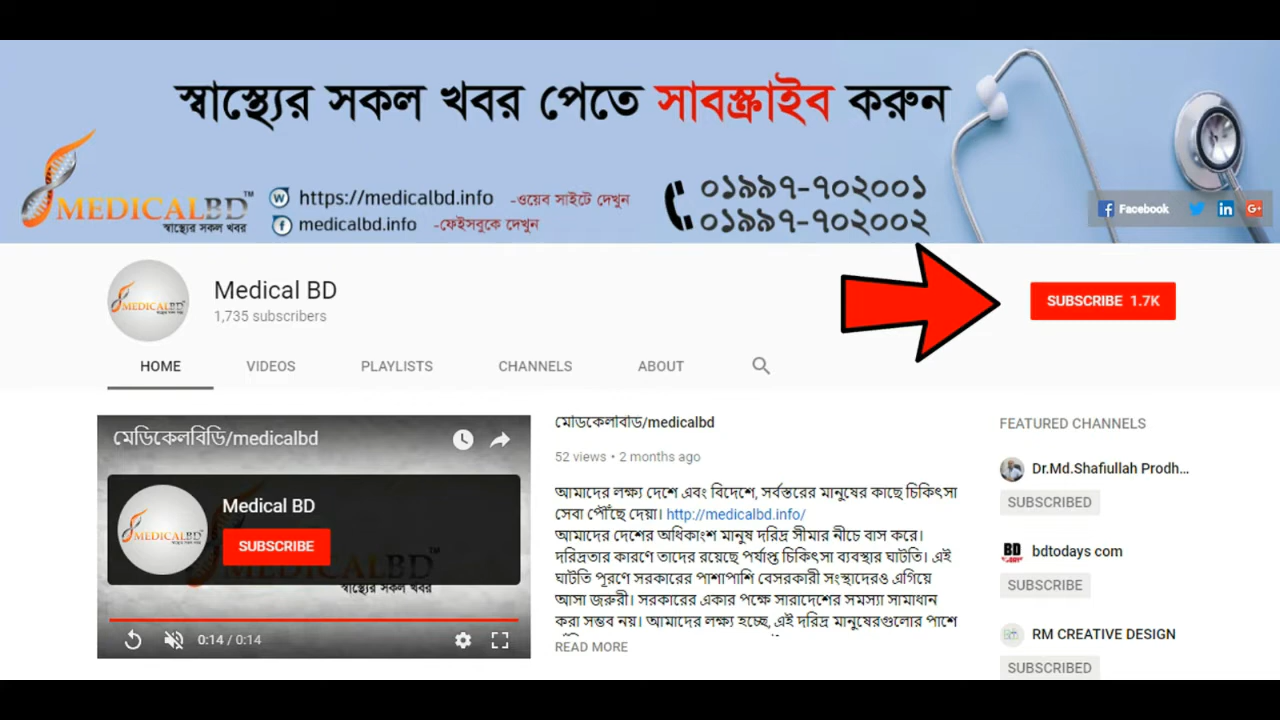 স্বাস্থ্যের সকল খবর পেতে সাবস্ক্রাইব করুন
MEDICALBD™
স্বাস্থ্যের সকল খবর
https://medicalbd.info -ওয়েব সাইটে দেখুন
medicalbd.info -ফেইসবুকে দেখুন
০১৯৯৭-৭০২০০১
০১৯৯৭-৭০২০০২
Facebook
Medical BD
1,735 subscribers
SUBSCRIBE 1.7K
HOME VIDEOS PLAYLISTS CHANNELS ABOUT
মেডিকেলবিডি/medicalbd
Medical BD
SUBSCRIBE
MEDICALBD
স্বাস্থ্যের সকল খবর
0:14 / 0:14
/medicalbd
52 views • 2 months ago
আমাদের লক্ষ্য দেশে এবং বিদেশে, সর্বস্তরের মানুষের কাছে চিকিৎসা
সেবা পৌঁছে দেয়া। http://medicalbd.info/
আমাদের দেশের অধিকাংশ মানুষ দরিদ্র সীমার নীচে বাস করে।
দরিদ্রতার কারণে তাদের রয়েছে পর্যাপ্ত চিকিৎসা ব্যবস্থার ঘাটতি। এই
ঘাটতি পূরণে সরকারের পাশাপাশি বেসরকারী সংস্থাদেরও এগিয়ে
আসা জরুরী। সরকারের একার পক্ষে সারাদেশের সমস্যা সামাধান
করা সম্ভব নয়। আমাদের লক্ষ্য হচ্ছে, এই দরিদ্র মানুষেরগুলোর পাশে
READ MORE
FEATURED CHANNELS
Dr.Md.Shafiullah Prodh...
SUBSCRIBED
bdtodays com
SUBSCRIBED
RM CREATIVE DESIGN
SUBSCRIBED